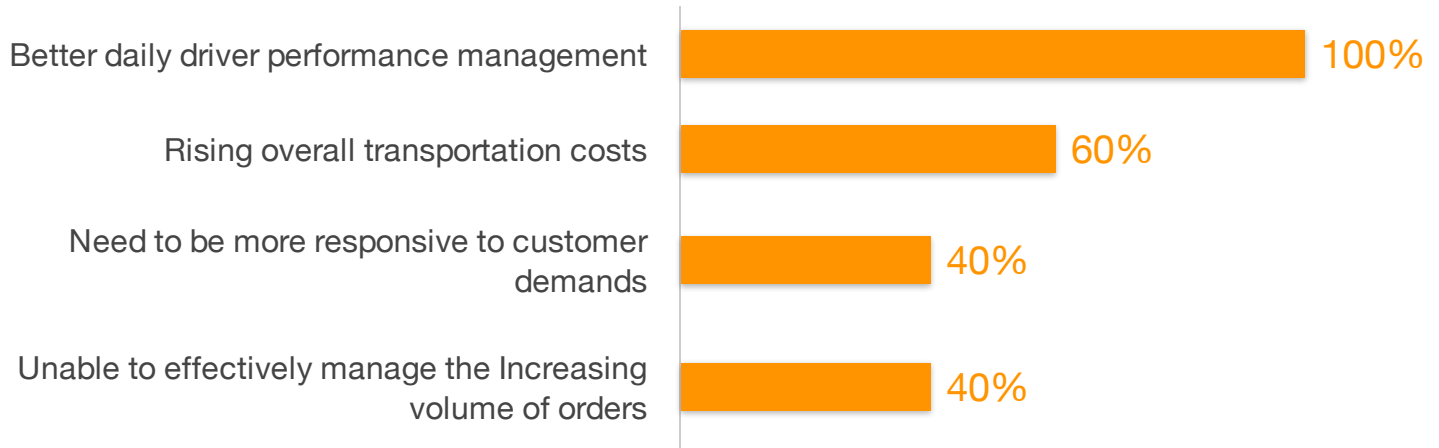 Better daily driver performance management
100%
Rising overall transportation costs
60%
Need to be more responsive to customer
demands
40%
Unable to effectively manage the Increasing
volume of orders
40%